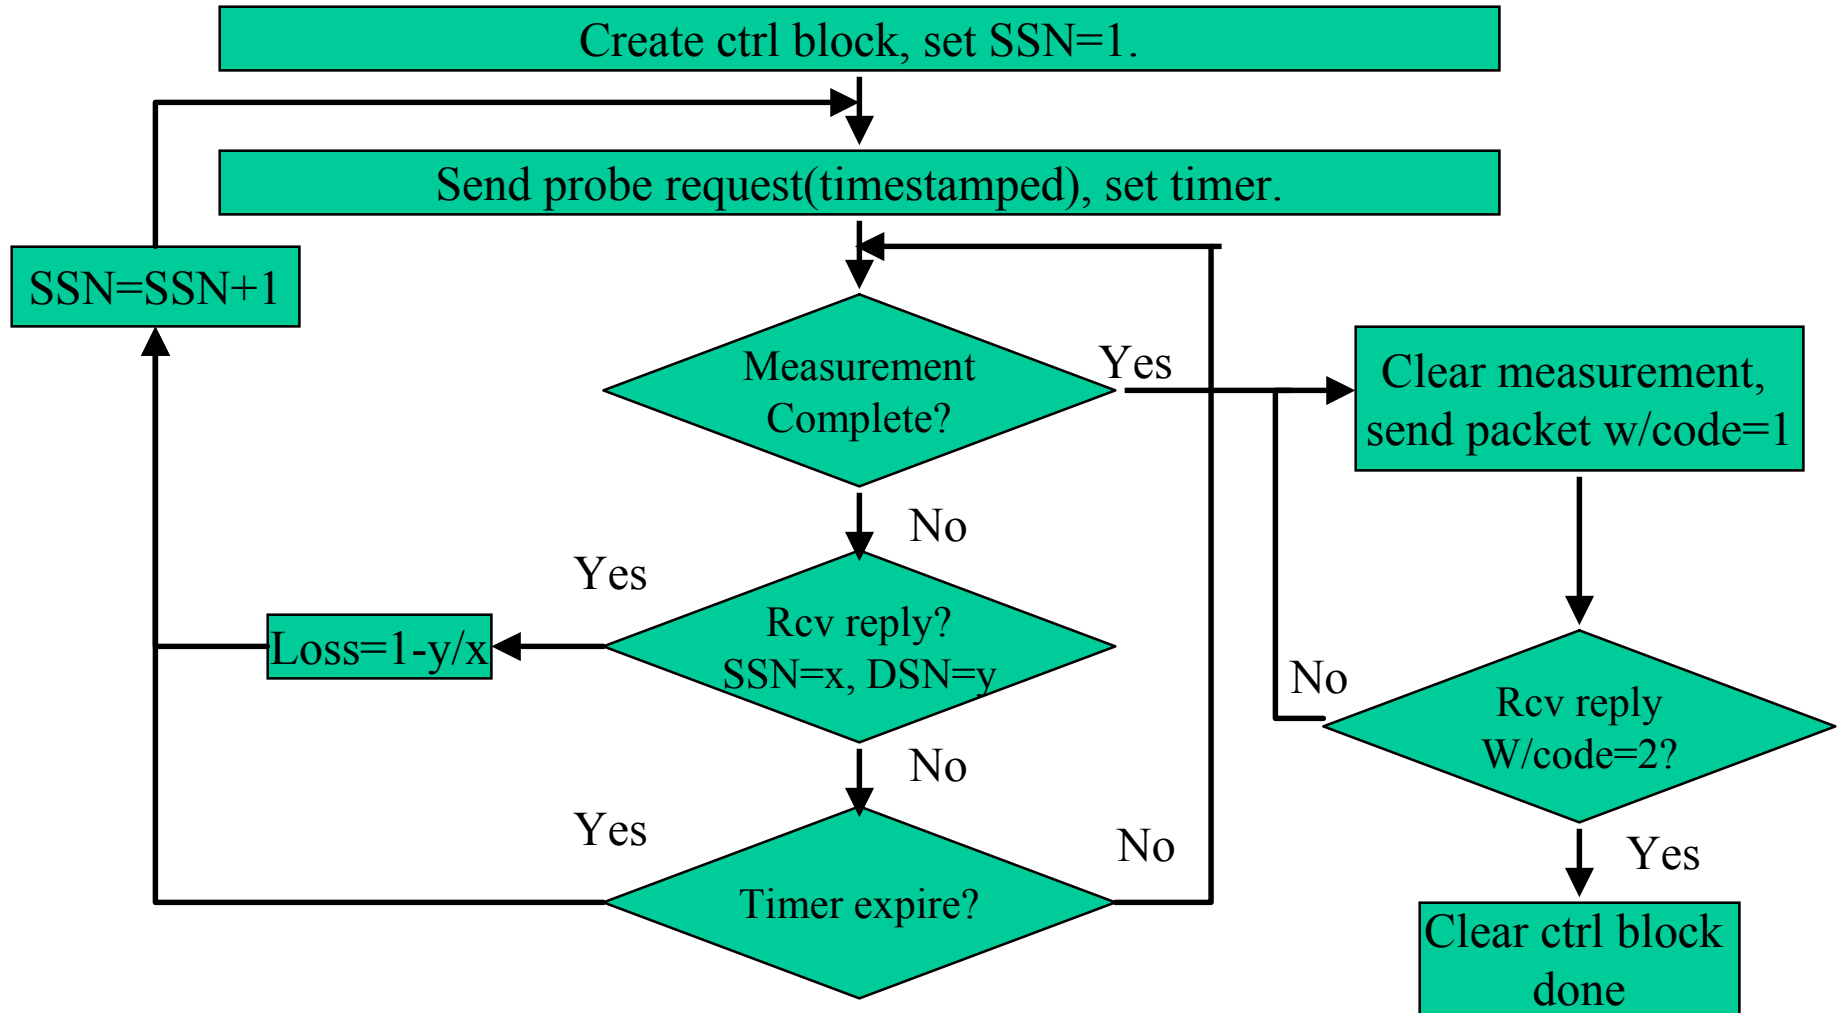 Create ctrl block, set SSN=1.
Send probe request(timestamped), set timer.
SSN=SSN+1
Measurement
Complete?
Yes
Clear measurement,
send packet w/code=1
No
Yes
Rcv reply?
SSN=x, DSN=y
Loss=1-y/x
No
Rcv reply
W/code=2?
No
Yes
Timer expire?
No
Yes
Clear ctrl block
done